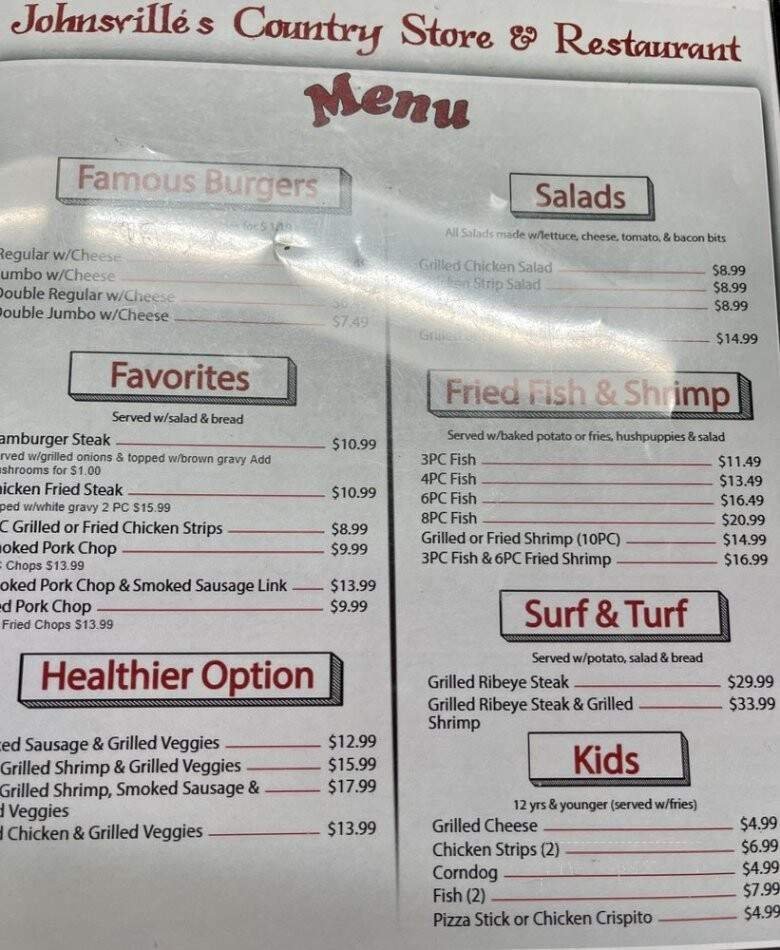 Johnsville's Country Store & Restaurant
Menu
Famous Burgers
for $1.19
Regular w/Cheese
umbo w/Cheese
Double Regular w/Cheese
Double Jumbo w/Cheese $7.49
Favorites
Served w/salad & bread
amburger Steak $10.99
rved w/grilled onions & topped w/brown gravy Add
ushrooms for $1.00
icken Fried Steak $10.99
ped w/white gravy 2 PC $15.99
C Grilled or Fried Chicken Strips $8.99
oked Pork Chop $9.99
Chops $13.99
oked Pork Chop & Smoked Sausage Link $13.99
ed Pork Chop $9.99
Fried Chops $13.99
Healthier Option
ed Sausage & Grilled Veggies $12.99
Grilled Shrimp & Grilled Veggies $15.99
Grilled Shrimp, Smoked Sausage & $17.99
d Veggies
d Chicken & Grilled Veggies $13.99
Salads
All Salads made w/lettuce, cheese, tomato, & bacon bits
Grilled Chicken Salad $8.99
Strip Salad $8.99
$8.99
Grilled $14.99
Fried Fish & Shrimp
Served w/baked potato or fries, hushpuppies & salad
3PC Fish $11.49
4PC Fish $13.49
6PC Fish $16.49
8PC Fish $20.99
Grilled or Fried Shrimp (10PC) $14.99
3PC Fish & 6PC Fried Shrimp $16.99
Surf & Turf
Served w/potato, salad & bread
Grilled Ribeye Steak $29.99
Grilled Ribeye Steak & Grilled $33.99
Shrimp
Kids
12 yrs & younger (served w/fries)
Grilled Cheese $4.99
Chicken Strips (2) $6.99
Corndog $4.99
Fish (2) $7.99
Pizza Stick or Chicken Crispito $4.99